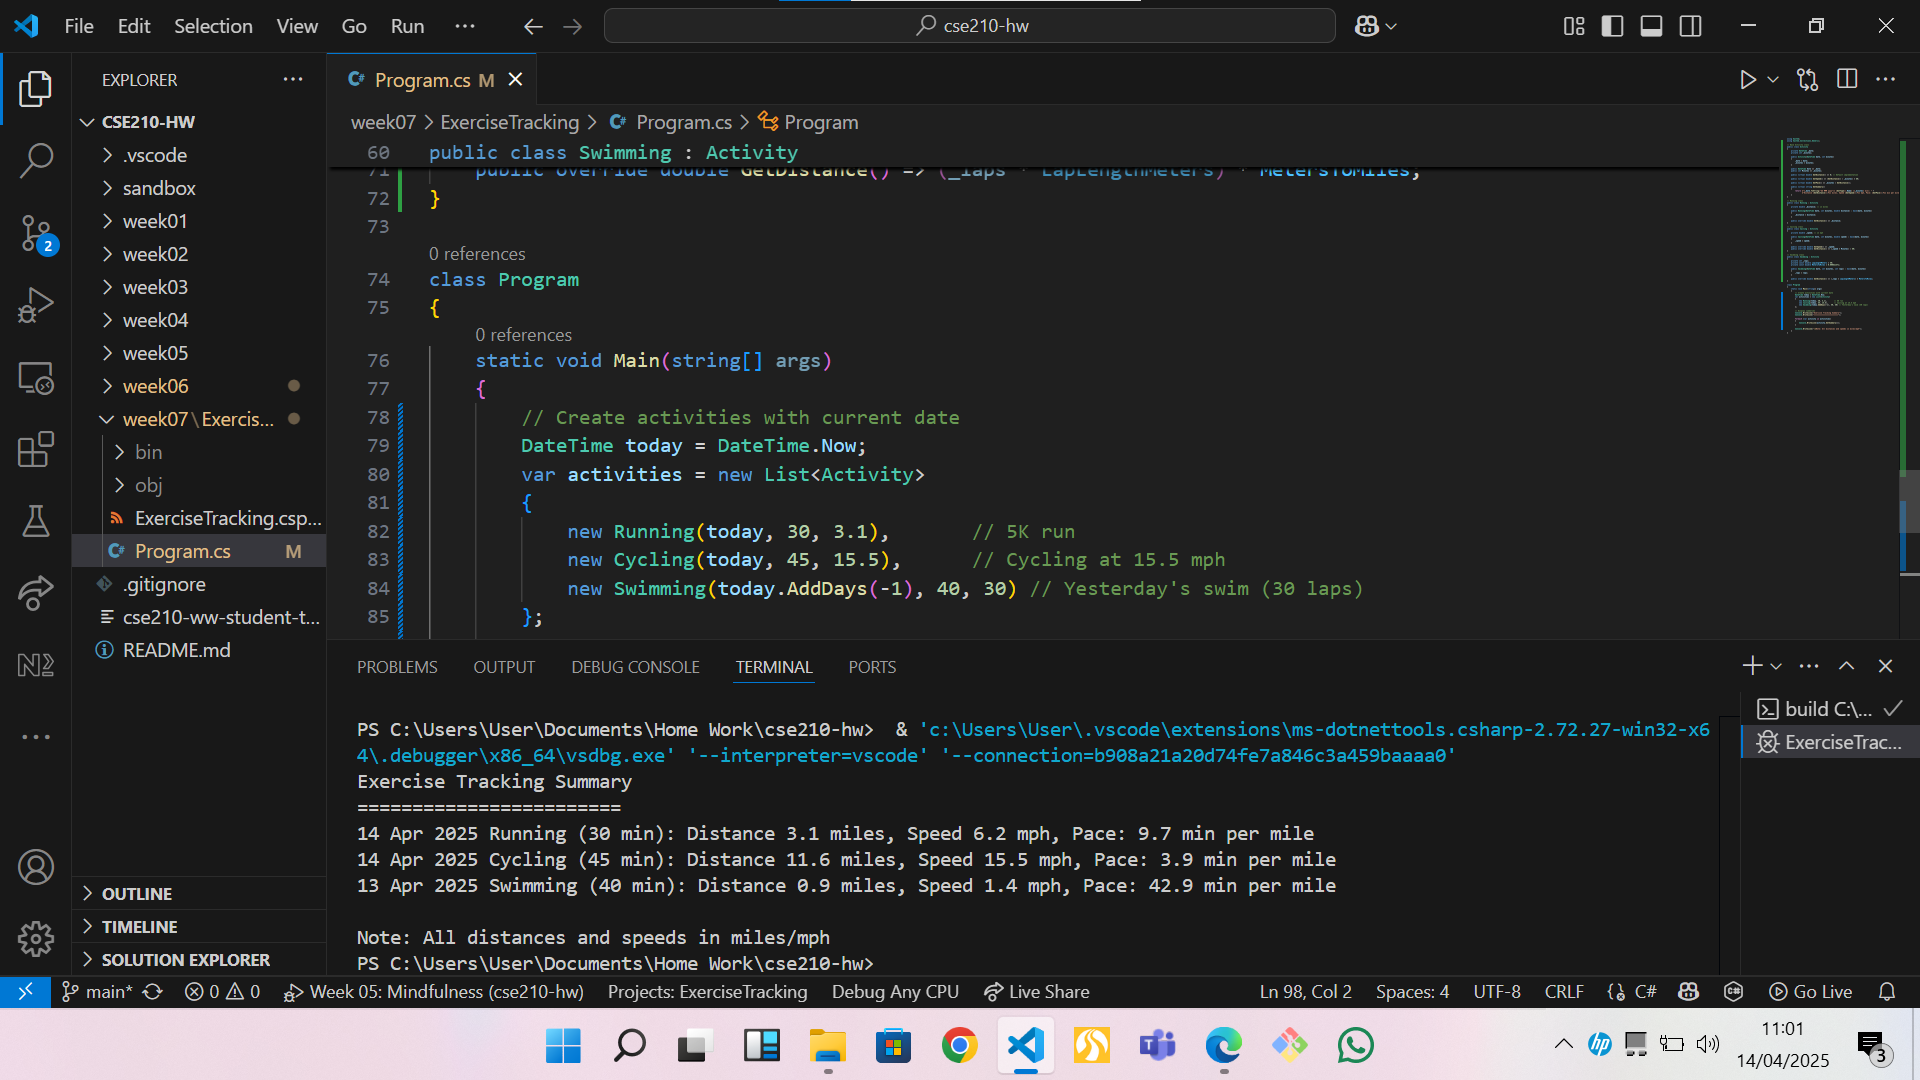 File Edit Selection View Go Run ··· cse210-hw
EXPLORER ···
CSE210-HW
.vscode
sandbox
week01
week02
week03
week04
week05
week06
week07\Exercis...
bin
obj
ExerciseTracking.csp...
C# Program.cs M
.gitignore
cse210-ww-student-t...
README.md
OUTLINE
TIMELINE
SOLUTION EXPLORER
2
C# Program.cs M
week07 > ExerciseTracking > C# Program.cs > Program
60 public class Swimming : Activity
71 public override double GetDistance() => (_laps * LapLengthMeters) * MetersToMiles;
72 }
73
0 references
74 class Program
75 {
0 references
76 static void Main(string[] args)
77 {
78 // Create activities with current date
79 DateTime today = DateTime.Now;
80 var activities = new List<Activity>
81 {
82 new Running(today, 30, 3.1), // 5K run
83 new Cycling(today, 45, 15.5), // Cycling at 15.5 mph
84 new Swimming(today.AddDays(-1), 40, 30) // Yesterday's swim (30 laps)
85 };
PROBLEMS OUTPUT DEBUG CONSOLE TERMINAL PORTS
build C:\...
ExerciseTrac...
PS C:\Users\User\Documents\Home Work\cse210-hw>  & 'c:\Users\User\.vscode\extensions\ms-dotnettools.csharp-2.72.27-win32-x6
4\.debugger\x86_64\vsdbg.exe' '--interpreter=vscode' '--connection=b908a21a20d74fe7a846c3a459baaaa0'
Exercise Tracking Summary
========================
14 Apr 2025 Running (30 min): Distance 3.1 miles, Speed 6.2 mph, Pace: 9.7 min per mile
14 Apr 2025 Cycling (45 min): Distance 11.6 miles, Speed 15.5 mph, Pace: 3.9 min per mile
13 Apr 2025 Swimming (40 min): Distance 0.9 miles, Speed 1.4 mph, Pace: 42.9 min per mile
Note: All distances and speeds in miles/mph
PS C:\Users\User\Documents\Home Work\cse210-hw>
main* 0 0 Week 05: Mindfulness (cse210-hw) Projects: ExerciseTracking Debug Any CPU Live Share Ln 98, Col 2 Spaces: 4 UTF-8 CRLF C# Go Live
11:01
14/04/2025
3